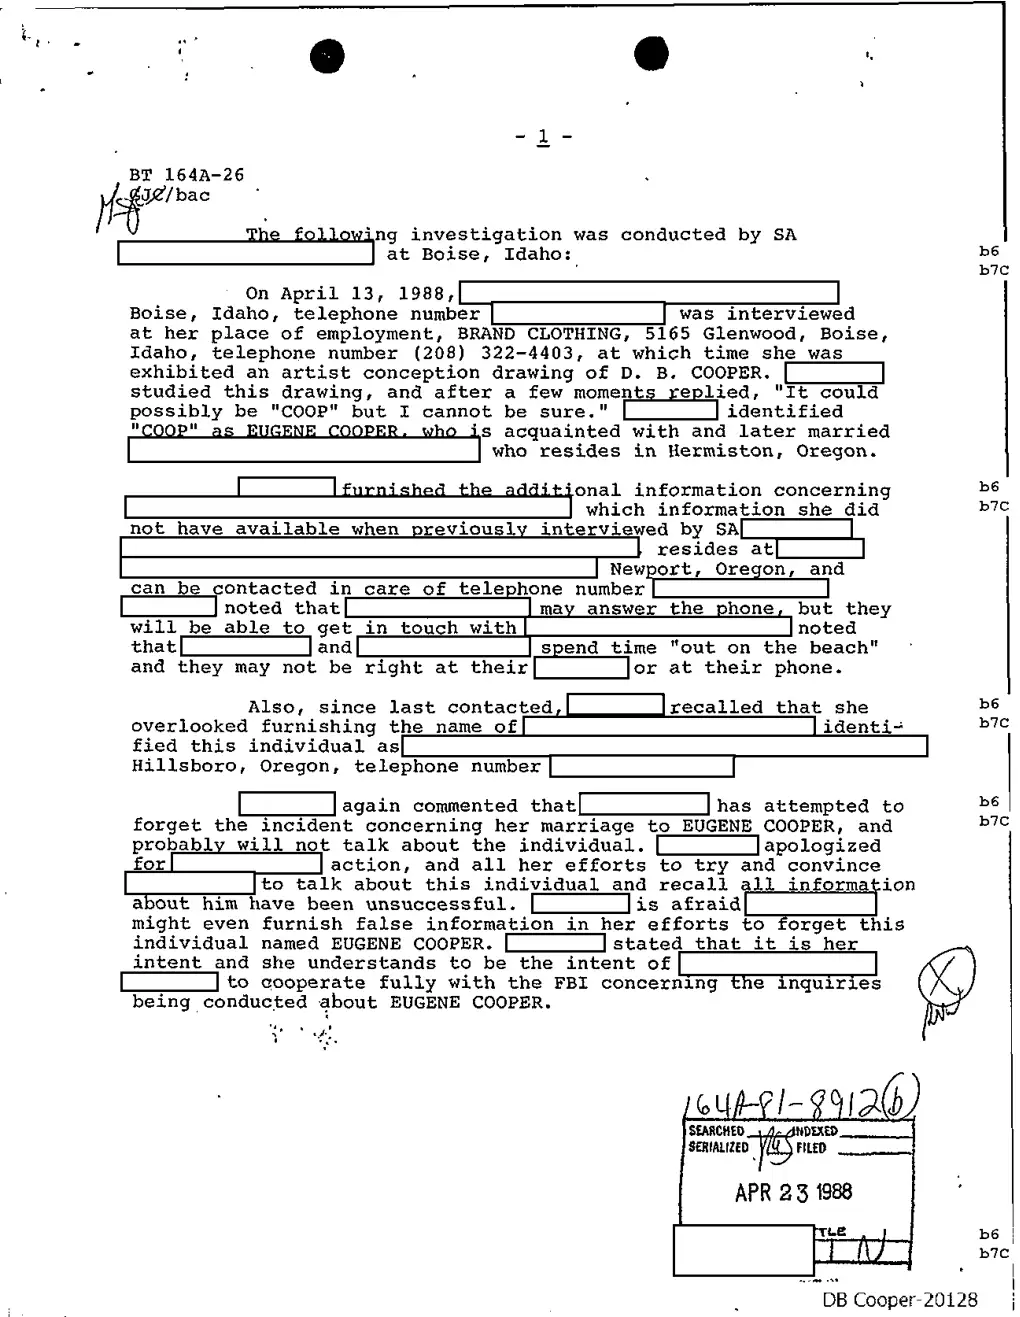 - 1 -
BT 164A-26
GJC/bac
The following investigation was conducted by SA
at Boise, Idaho:
b6
b7C
On April 13, 1988,
Boise, Idaho, telephone number was interviewed
at her place of employment, BRAND CLOTHING, 5165 Glenwood, Boise,
Idaho, telephone number (208) 322-4403, at which time she was
exhibited an artist conception drawing of D. B. COOPER.
studied this drawing, and after a few moments replied, "It could
possibly be "COOP" but I cannot be sure." identified
"COOP" as EUGENE COOPER, who is acquainted with and later married
who resides in Hermiston, Oregon.
furnished the additional information concerning b6
which information she did b7C
not have available when previously interviewed by SA
resides at
Newport, Oregon, and
can be contacted in care of telephone number
noted that may answer the phone, but they
will be able to get in touch with noted
that and spend time "out on the beach"
and they may not be right at their or at their phone.
Also, since last contacted, recalled that she b6
overlooked furnishing the name of identi- b7C
fied this individual as
Hillsboro, Oregon, telephone number
again commented that has attempted to b6
forget the incident concerning her marriage to EUGENE COOPER, and b7C
probably will not talk about the individual. apologized
for action, and all her efforts to try and convince
to talk about this individual and recall all information
about him have been unsuccessful. is afraid
might even furnish false information in her efforts to forget this
individual named EUGENE COOPER. stated that it is her
intent and she understands to be the intent of
to cooperate fully with the FBI concerning the inquiries
being conducted about EUGENE COOPER.
X
164A-81-8912 b
SEARCHED INDEXED
SERIALIZED FILED
APR 23 1988
TLE
b6
b7C
DB Cooper-20128